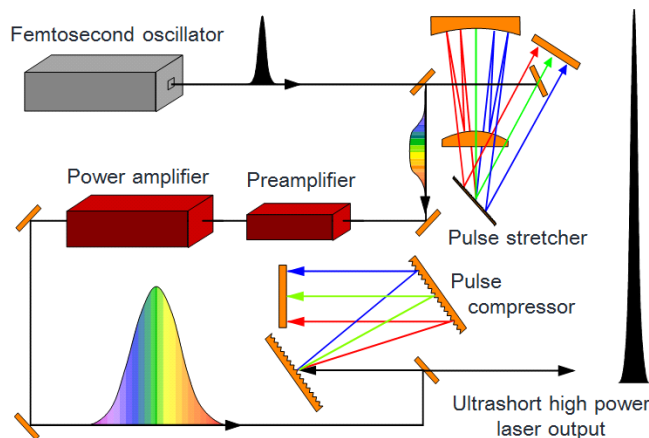 Femtosecond oscillator
Power amplifier
Preamplifier
Pulse stretcher
Pulse
compressor
Ultrashort high power
laser output